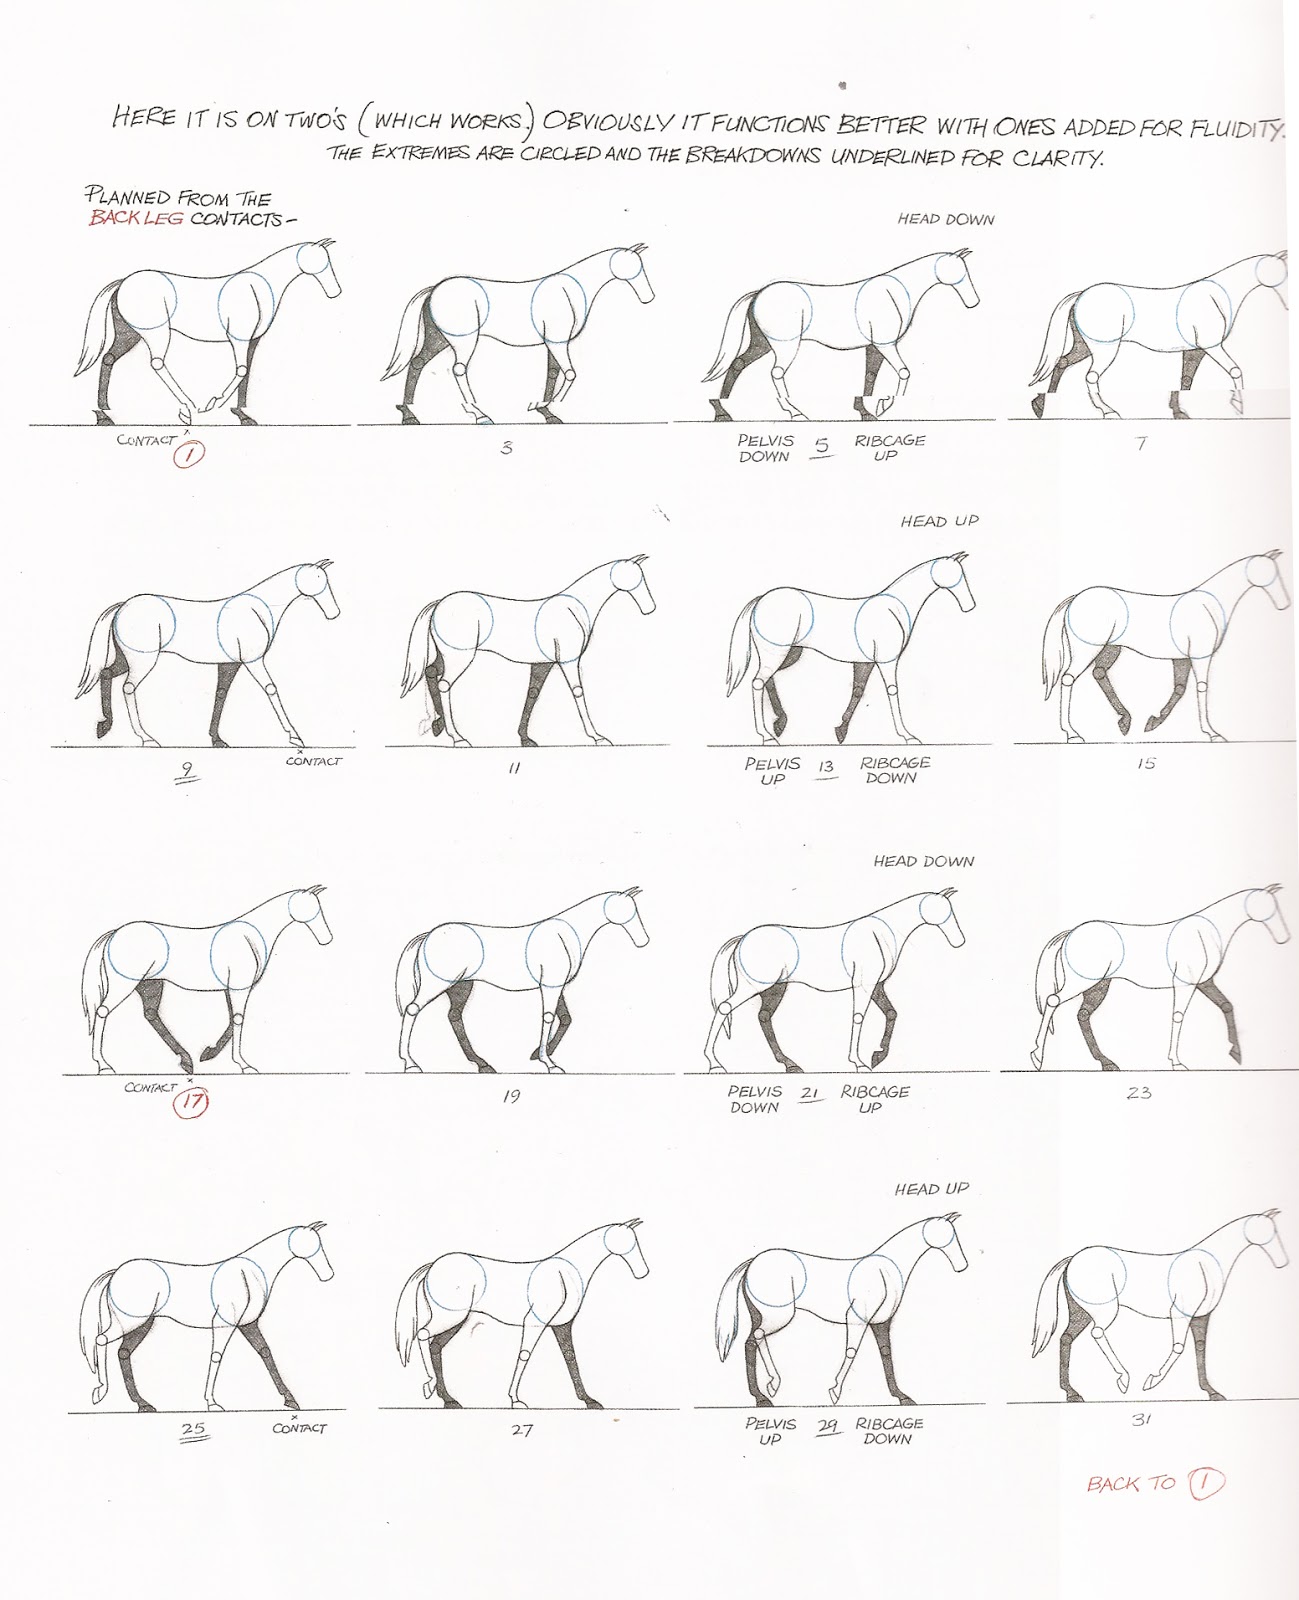 HERE IT IS ON TWO'S (WHICH WORKS.) OBVIOUSLY IT FUNCTIONS BETTER WITH ONES ADDED FOR FLUIDITY.
THE EXTREMES ARE CIRCLED AND THE BREAKDOWNS UNDERLINED FOR CLARITY.
PLANNED FROM THE
BACK LEG CONTACTS–
HEAD DOWN
CONTACT x
1
3
PELVIS 5 RIBCAGE
DOWN UP
7
HEAD UP
9
x
CONTACT
11
PELVIS 13 RIBCAGE
UP DOWN
15
HEAD DOWN
CONTACT x
17
19
PELVIS 21 RIBCAGE
DOWN UP
23
HEAD UP
25
x
CONTACT
27
PELVIS 29 RIBCAGE
UP DOWN
31
BACK TO 1